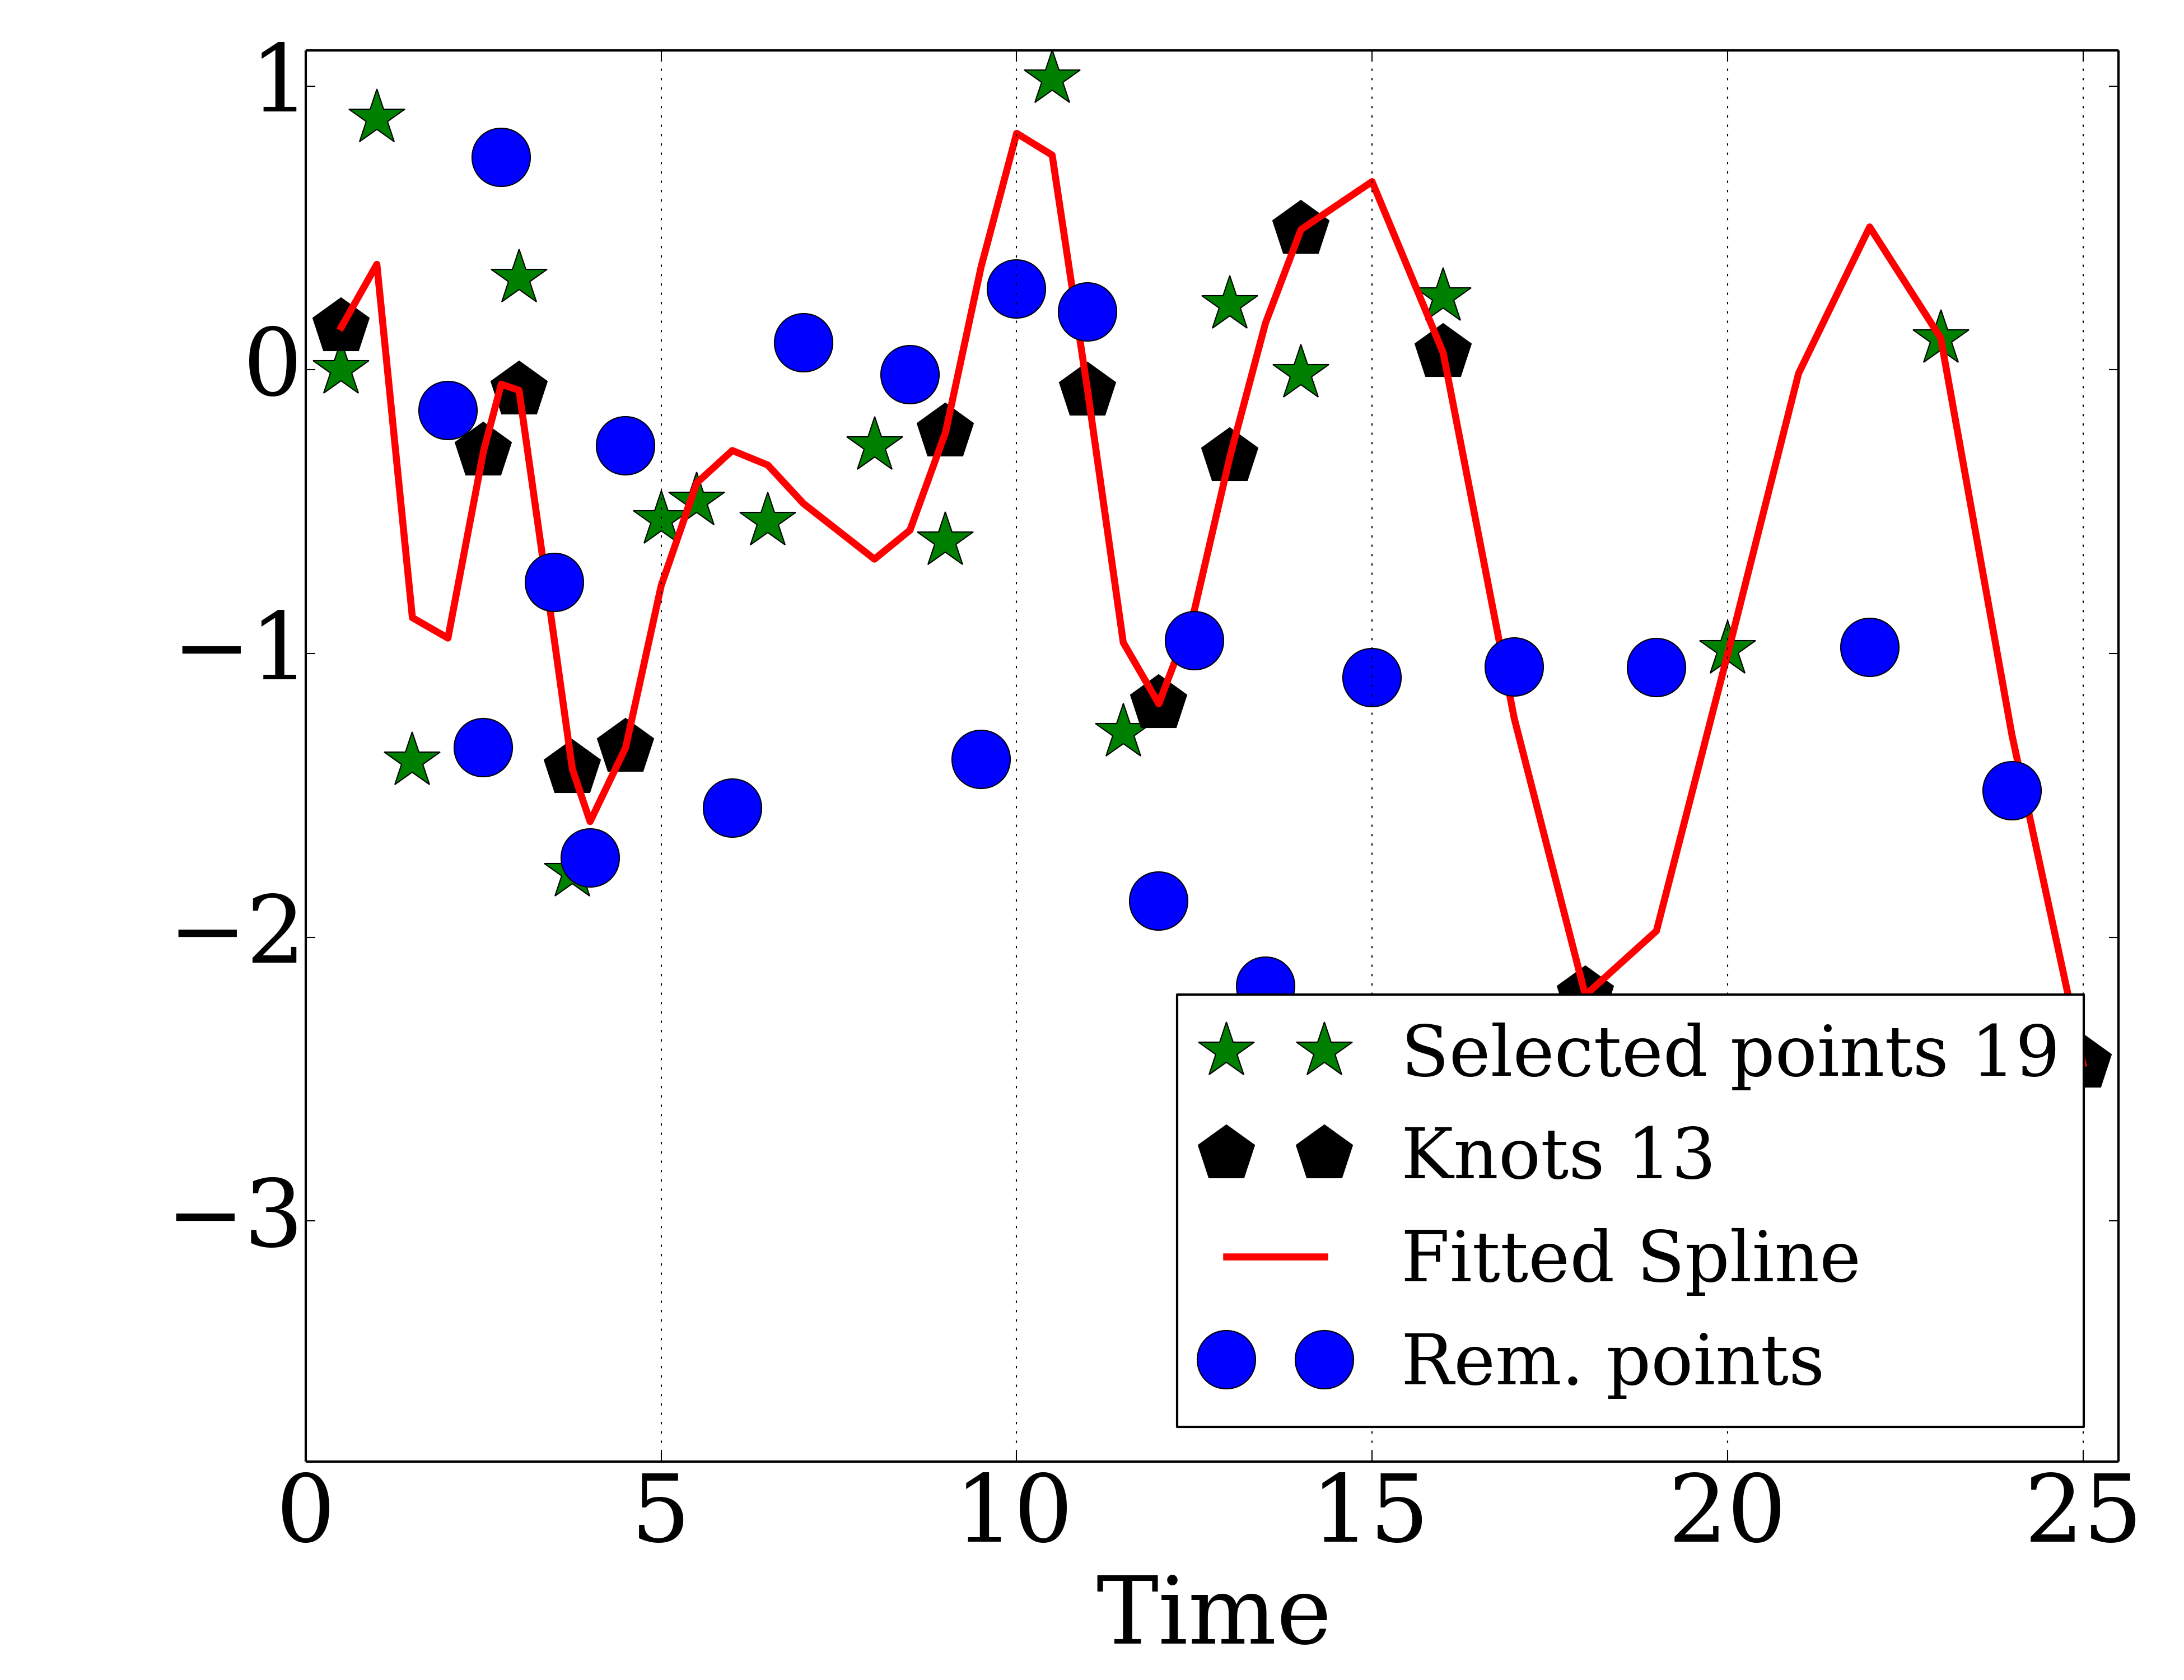 1
0
−1
−2
−3
Selected points 19
Knots 13
Fitted Spline
Rem. points
0 5 10 15 20 25
Time